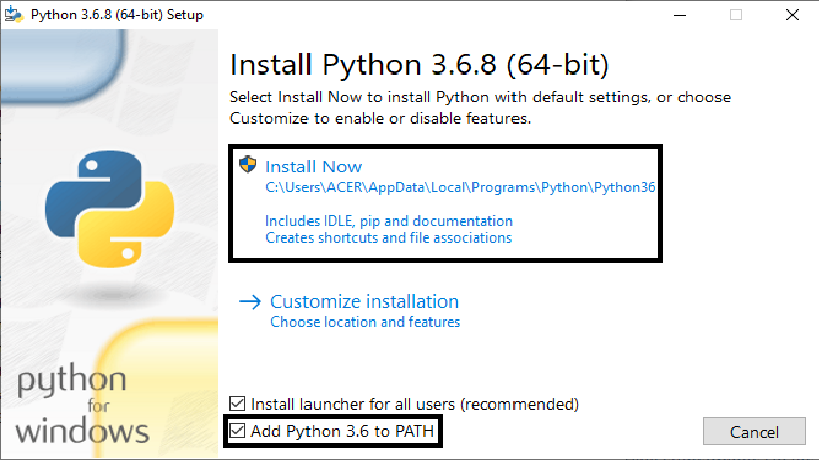 Python 3.6.8 (64-bit) Setup
Install Python 3.6.8 (64-bit)
Select Install Now to install Python with default settings, or choose
Customize to enable or disable features.
Install Now
C:\Users\ACER\AppData\Local\Programs\Python\Python36
Includes IDLE, pip and documentation
Creates shortcuts and file associations
Customize installation
Choose location and features
python
for
windows
Install launcher for all users (recommended)
Add Python 3.6 to PATH
Cancel